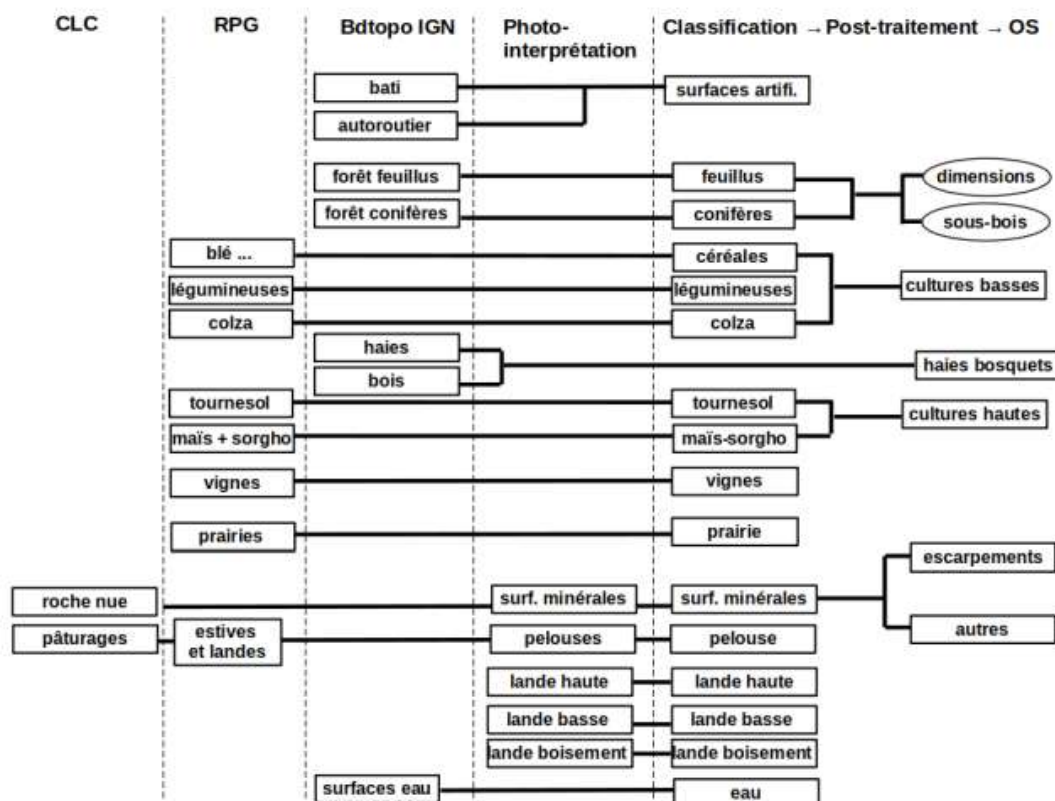 CLC RPG Bdtopo IGN Photo- Classification → Post-traitement → OS
interprétation
bati surfaces artifi.
autoroutier
forêt feuillus feuillus dimensions
forêt conifères conifères sous-bois
blé ... céréales
légumineuses légumineuses cultures basses
colza colza
haies haies bosquets
bois
tournesol tournesol cultures hautes
maïs + sorgho maïs-sorgho
vignes vignes
prairies prairie
escarpements
roche nue surf. minérales surf. minérales
pâturages estives pelouses pelouse autres
et landes
lande haute lande haute
lande basse lande basse
lande boisement lande boisement
surfaces eau eau